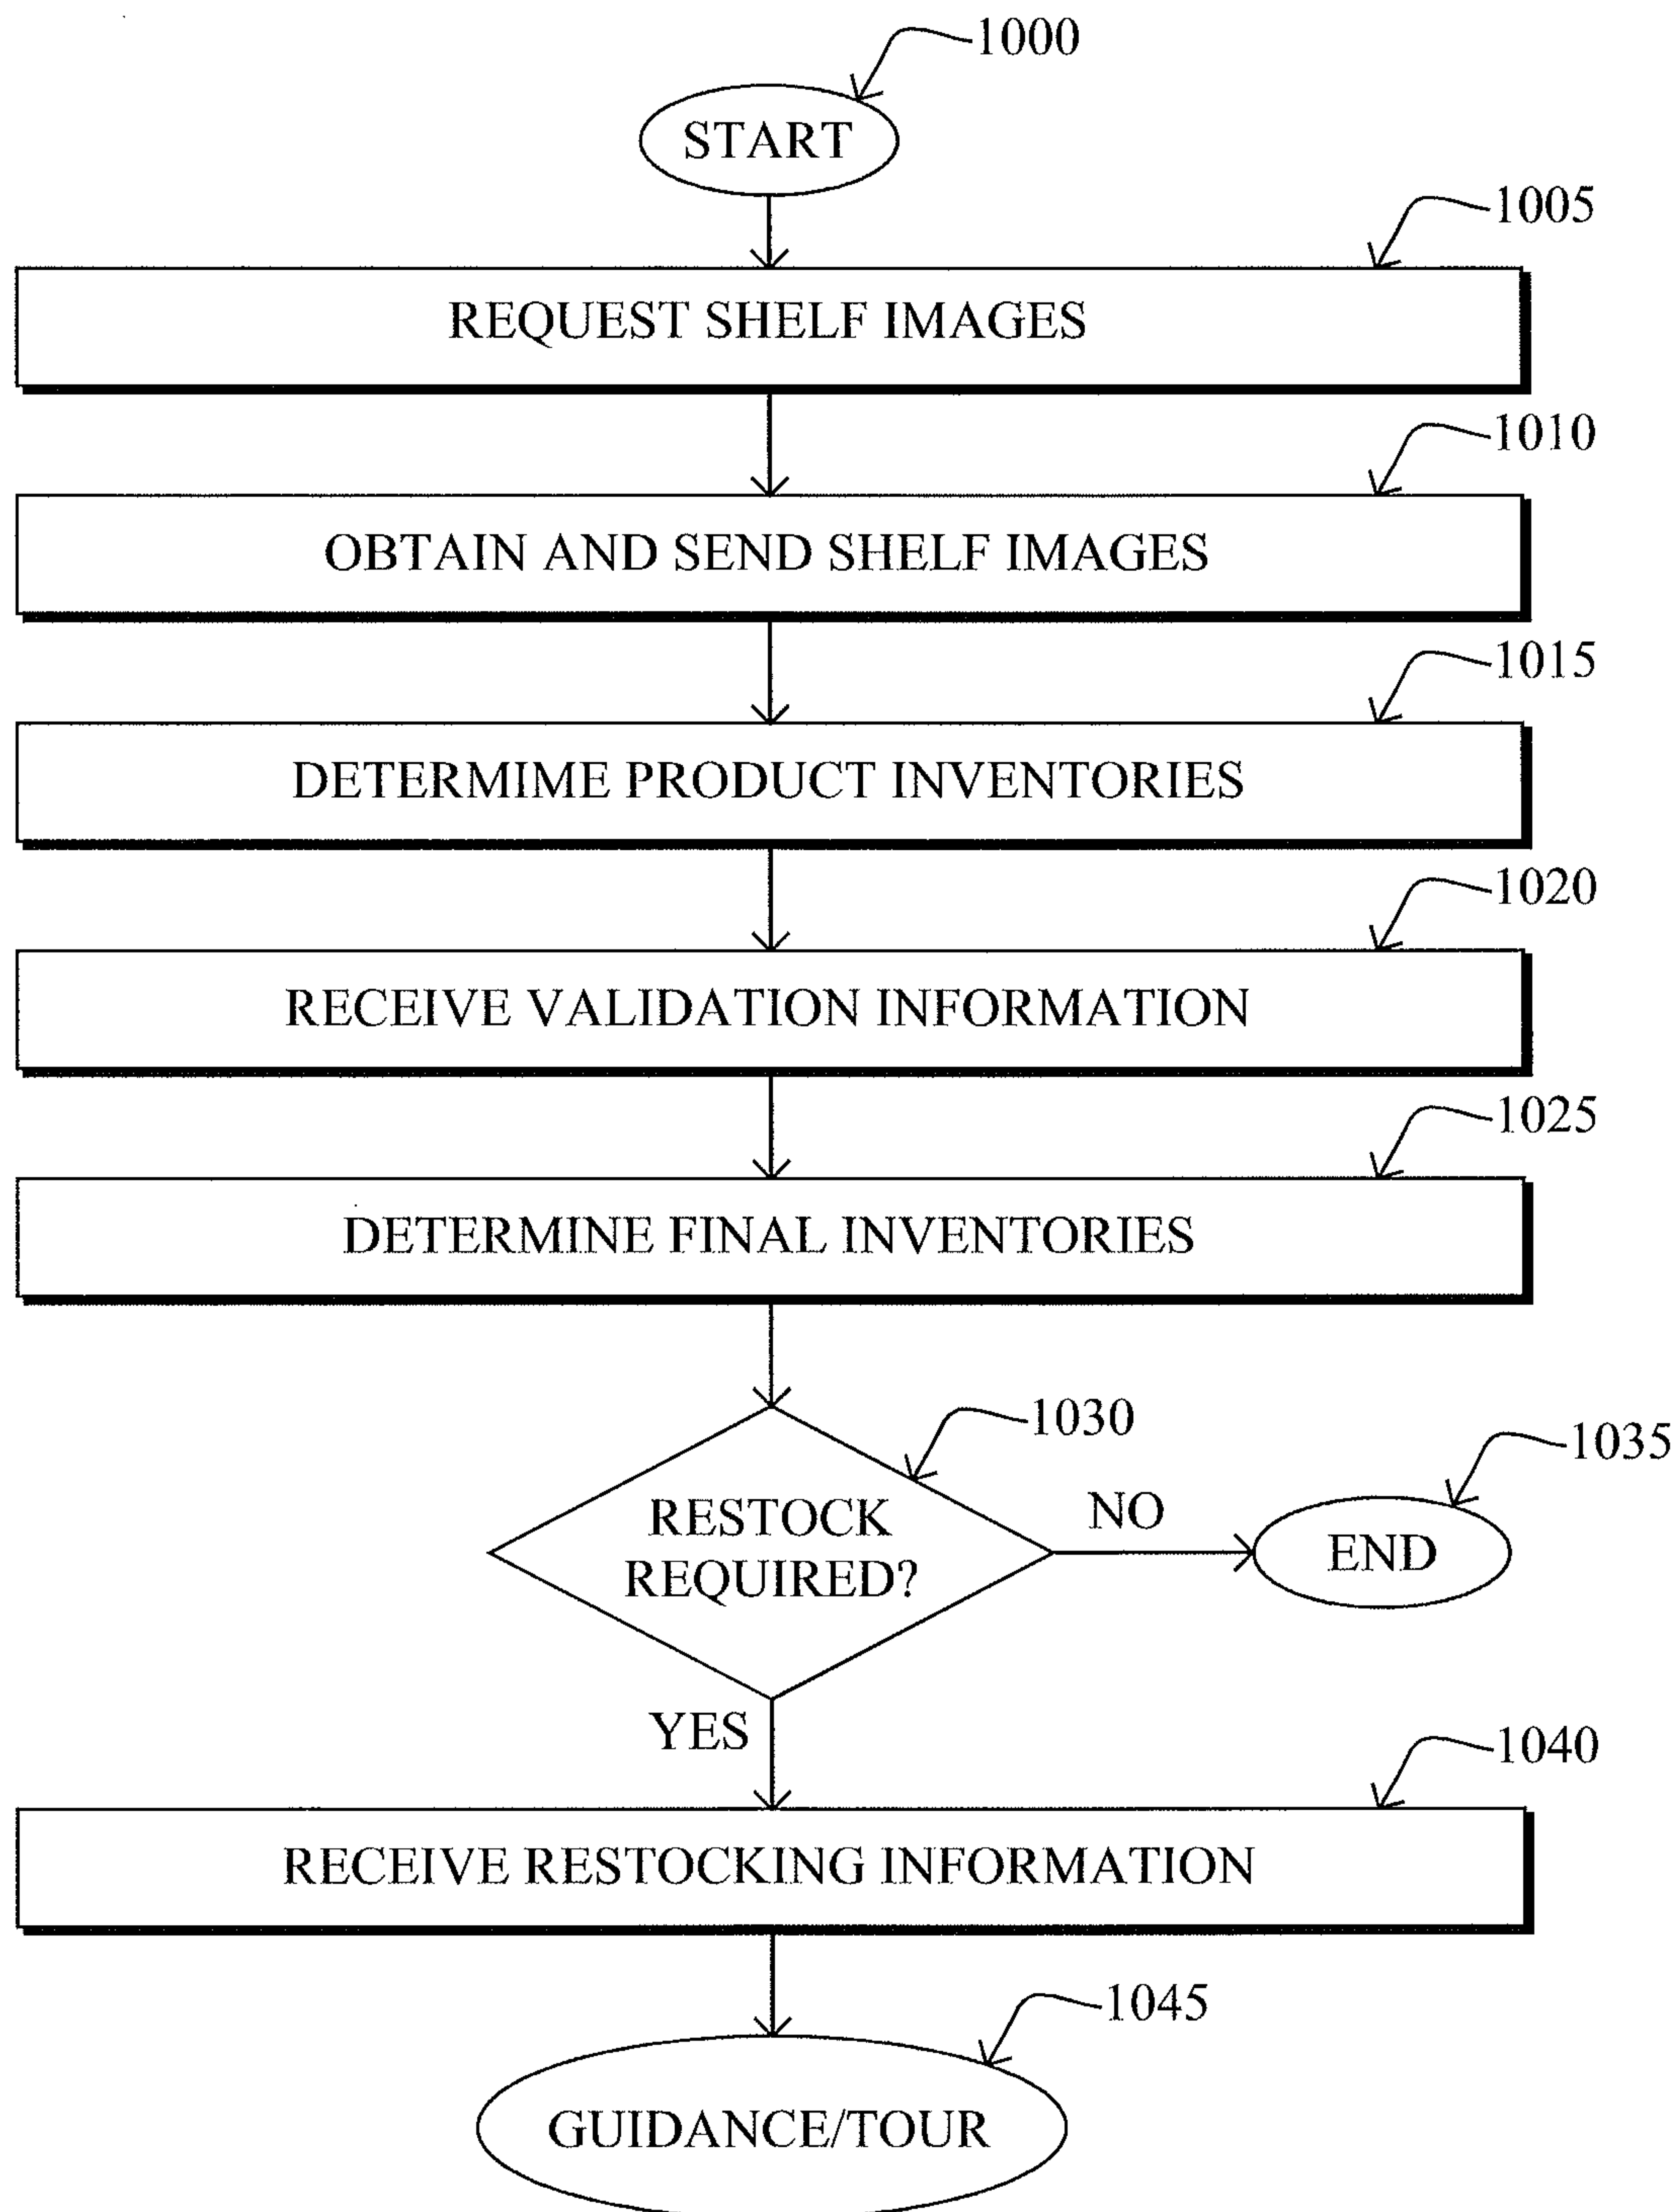 1000
START
1005
REQUEST SHELF IMAGES
1010
OBTAIN AND SEND SHELF IMAGES
1015
DETERMIME PRODUCT INVENTORIES
1020
RECEIVE VALIDATION INFORMATION
1025
DETERMINE FINAL INVENTORIES
1030
1035
RESTOCK
REQUIRED?
NO
END
YES
1040
RECEIVE RESTOCKING INFORMATION
1045
GUIDANCE/TOUR